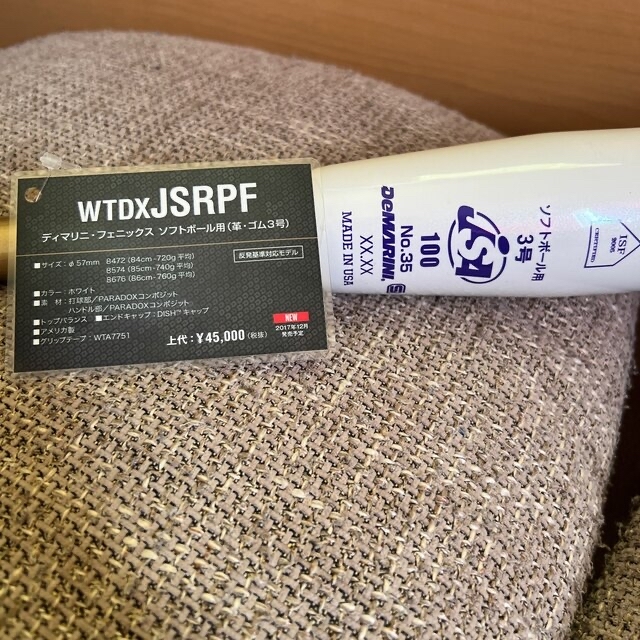 WTDXJSRPF
ディマリニ・フェニックス ソフトボール用(革・ゴム3号)
■サイズ:φ57mm 8472(84cm-720g平均)
8574(85cm-740g平均)
8676(86cm-760g平均)
反発基準対応モデル
■カラー:ホワイト
■素 材:打球部/PARADOXコンポジット
ハンドル部/PARADOXコンポジット
■トップバランス ■エンドキャップ:DISH™キャップ
■アメリカ製
■グリップテープ:WTA7751
上代:¥45,000(税抜)
NEW
2017年12月
発売予定
ソフトボール用
3号
JSA
100
No.35
DeMARINI
XX.XX
MADE IN USA
ISF
2005
CERTIFIED